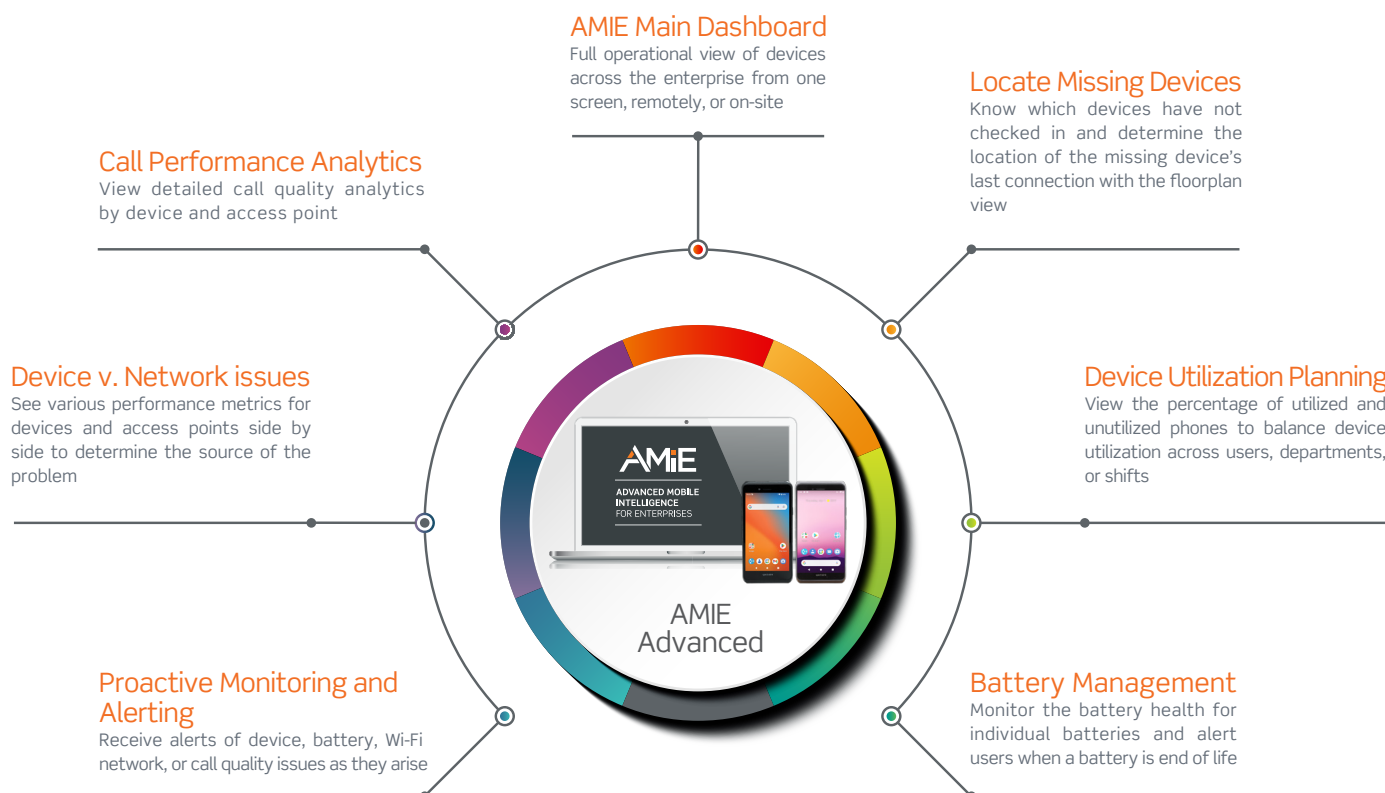 AMIE Main Dashboard
Full operational view of devices
across the enterprise from one
screen, remotely, or on-site
Locate Missing Devices
Know which devices have not
checked in and determine the
location of the missing device's
last connection with the floorplan
view
Call Performance Analytics
View detailed call quality analytics
by device and access point
Device v. Network issues
See various performance metrics for
devices and access points side by
side to determine the source of the
problem
Device Utilization Planning
View the percentage of utilized and
unutilized phones to balance device
utilization across users, departments,
or shifts
AMiE
ADVANCED MOBILE
INTELLIGENCE
FOR ENTERPRISES
AMIE
Advanced
Proactive Monitoring and
Alerting
Receive alerts of device, battery, Wi-Fi
network, or call quality issues as they arise
Battery Management
Monitor the battery health for
individual batteries and alert
users when a battery is end of life